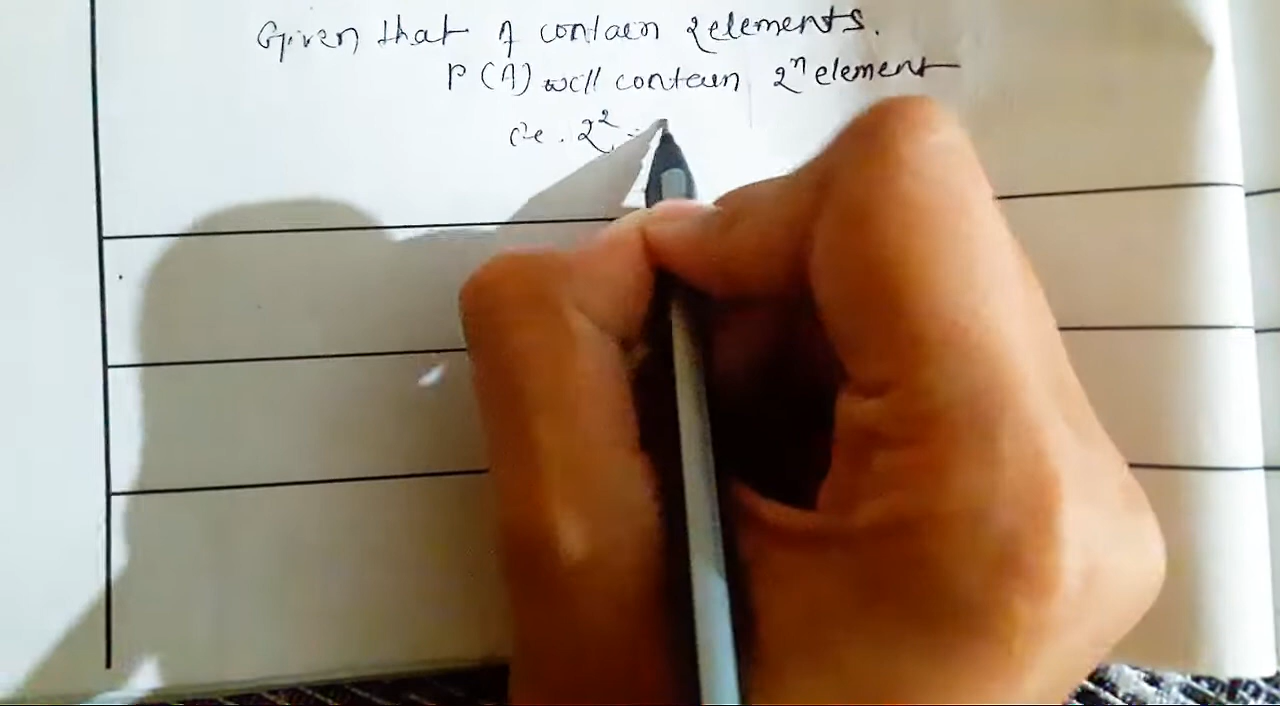 Given that A contain 2 elements.
P (A) will contain 2ⁿ element
i.e. 2² =